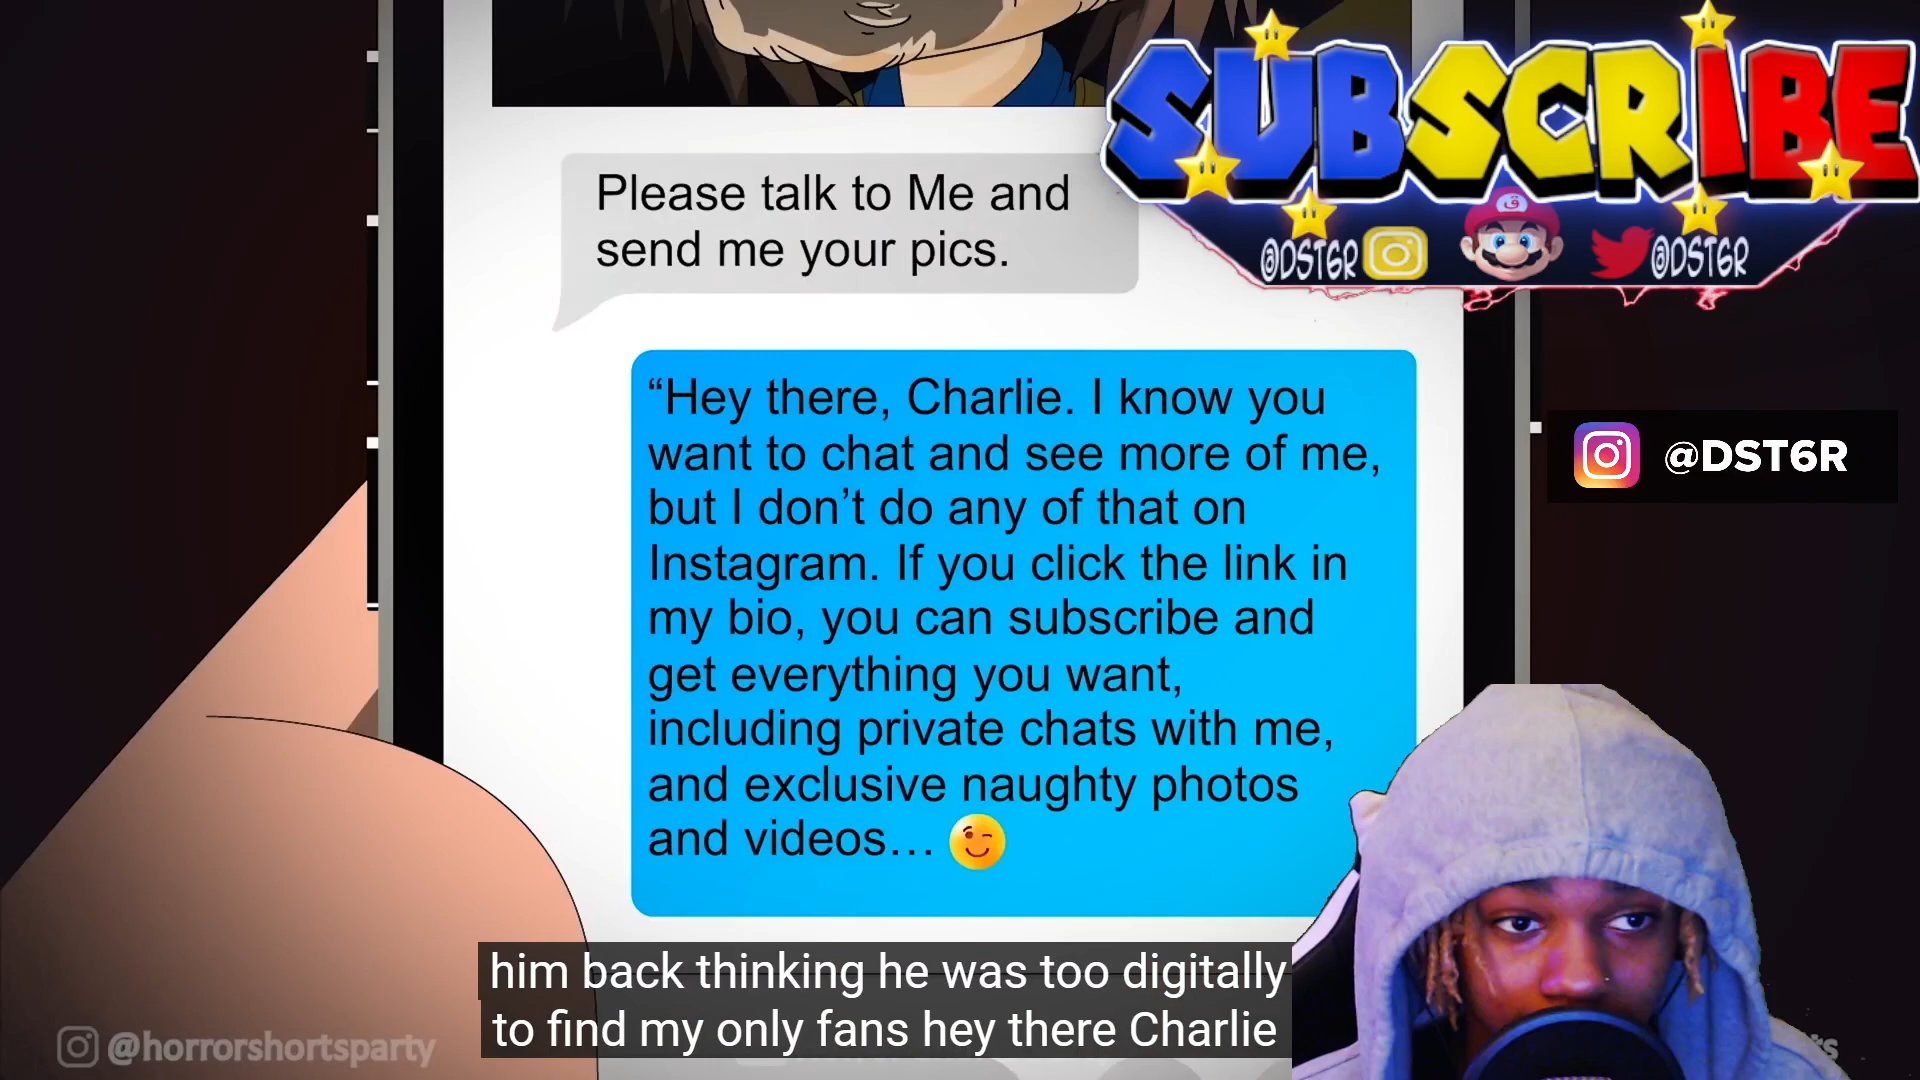 SUBSCRIBE
@DST6R
@DST6R
Please talk to Me and
send me your pics.
“Hey there, Charlie. I know you
want to chat and see more of me,
but I don’t do any of that on
Instagram. If you click the link in
my bio, you can subscribe and
get everything you want,
including private chats with me,
and exclusive naughty photos
and videos… 😉
@DST6R
him back thinking he was too digitally
to find my only fans hey there Charlie
@horrorshortsparty